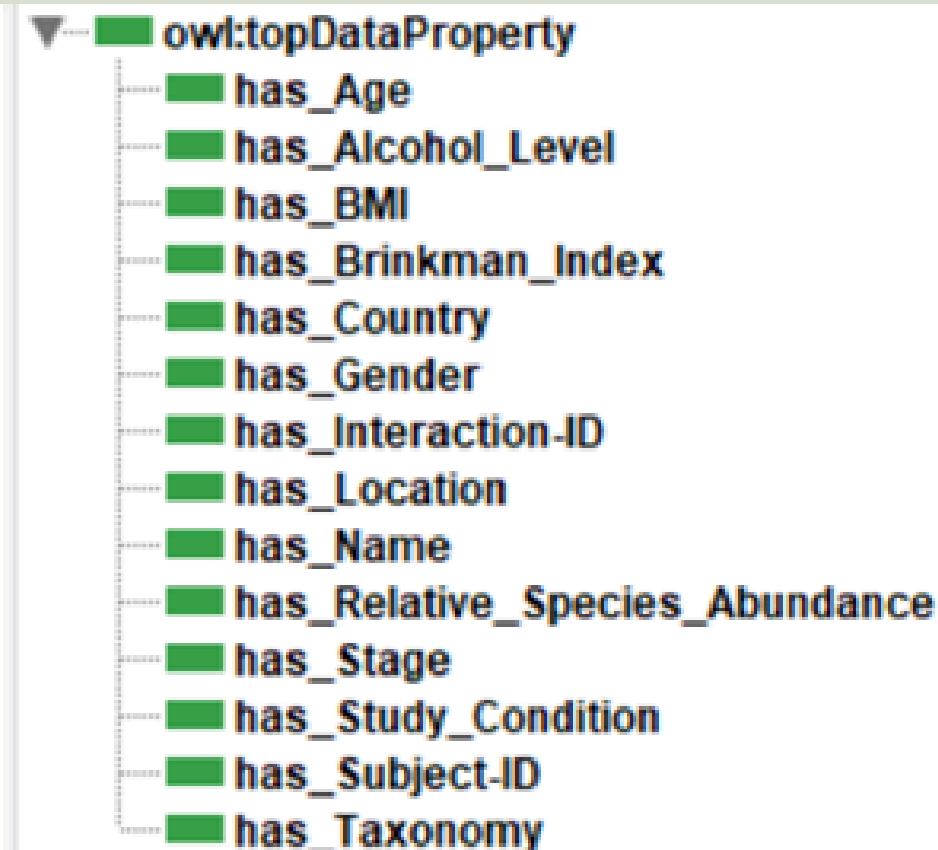 owl:topDataProperty
has_Age
has_Alcohol_Level
has_BMI
has_Brinkman_Index
has_Country
has_Gender
has_Interaction-ID
has_Location
has_Name
has_Relative_Species_Abundance
has_Stage
has_Study_Condition
has_Subject-ID
has_Taxonomy